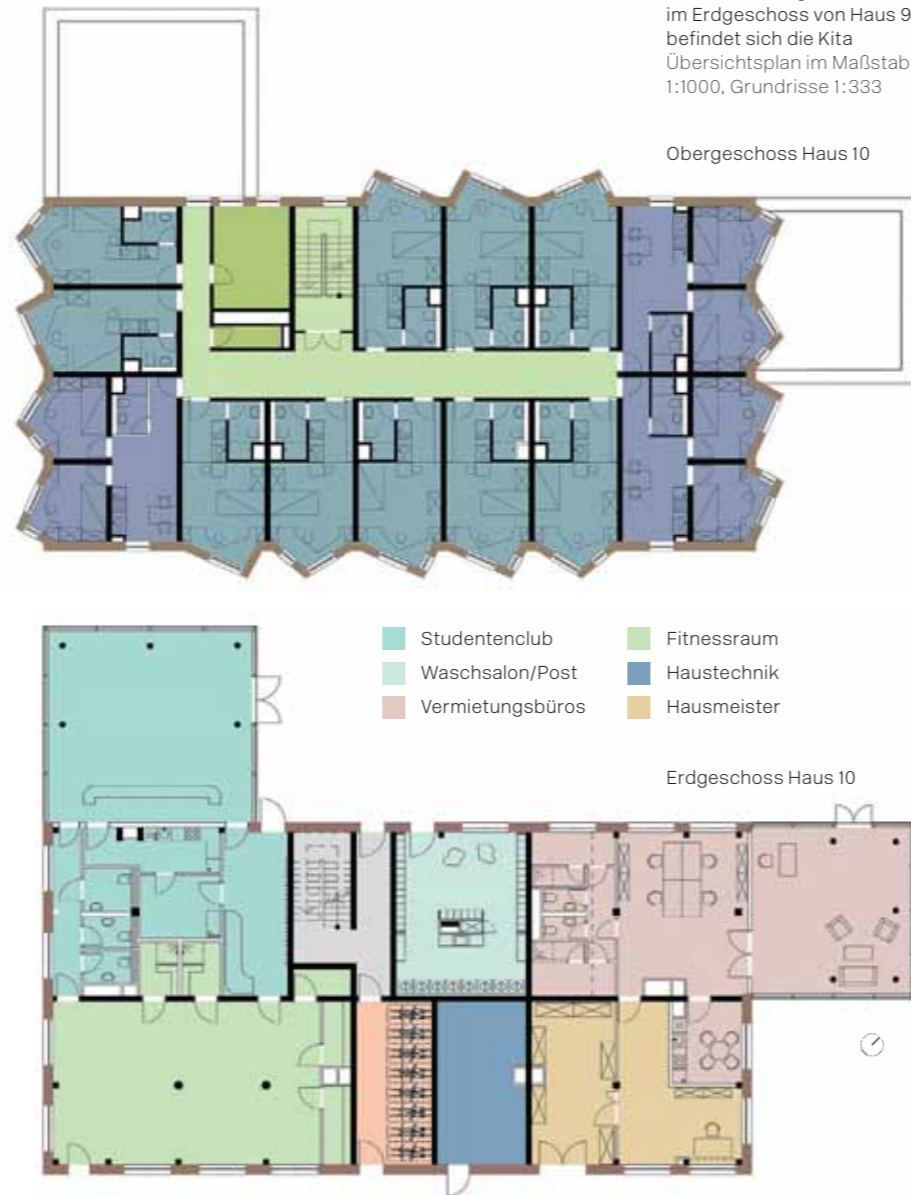 im Erdgeschoss von Haus 9
befindet sich die Kita
Übersichtsplan im Maßstab
1:1000, Grundrisse 1:333
Obergeschoss Haus 10
Studentenclub
Waschsalon/Post
Vermietungsbüros
Fitnessraum
Haustechnik
Hausmeister
Erdgeschoss Haus 10